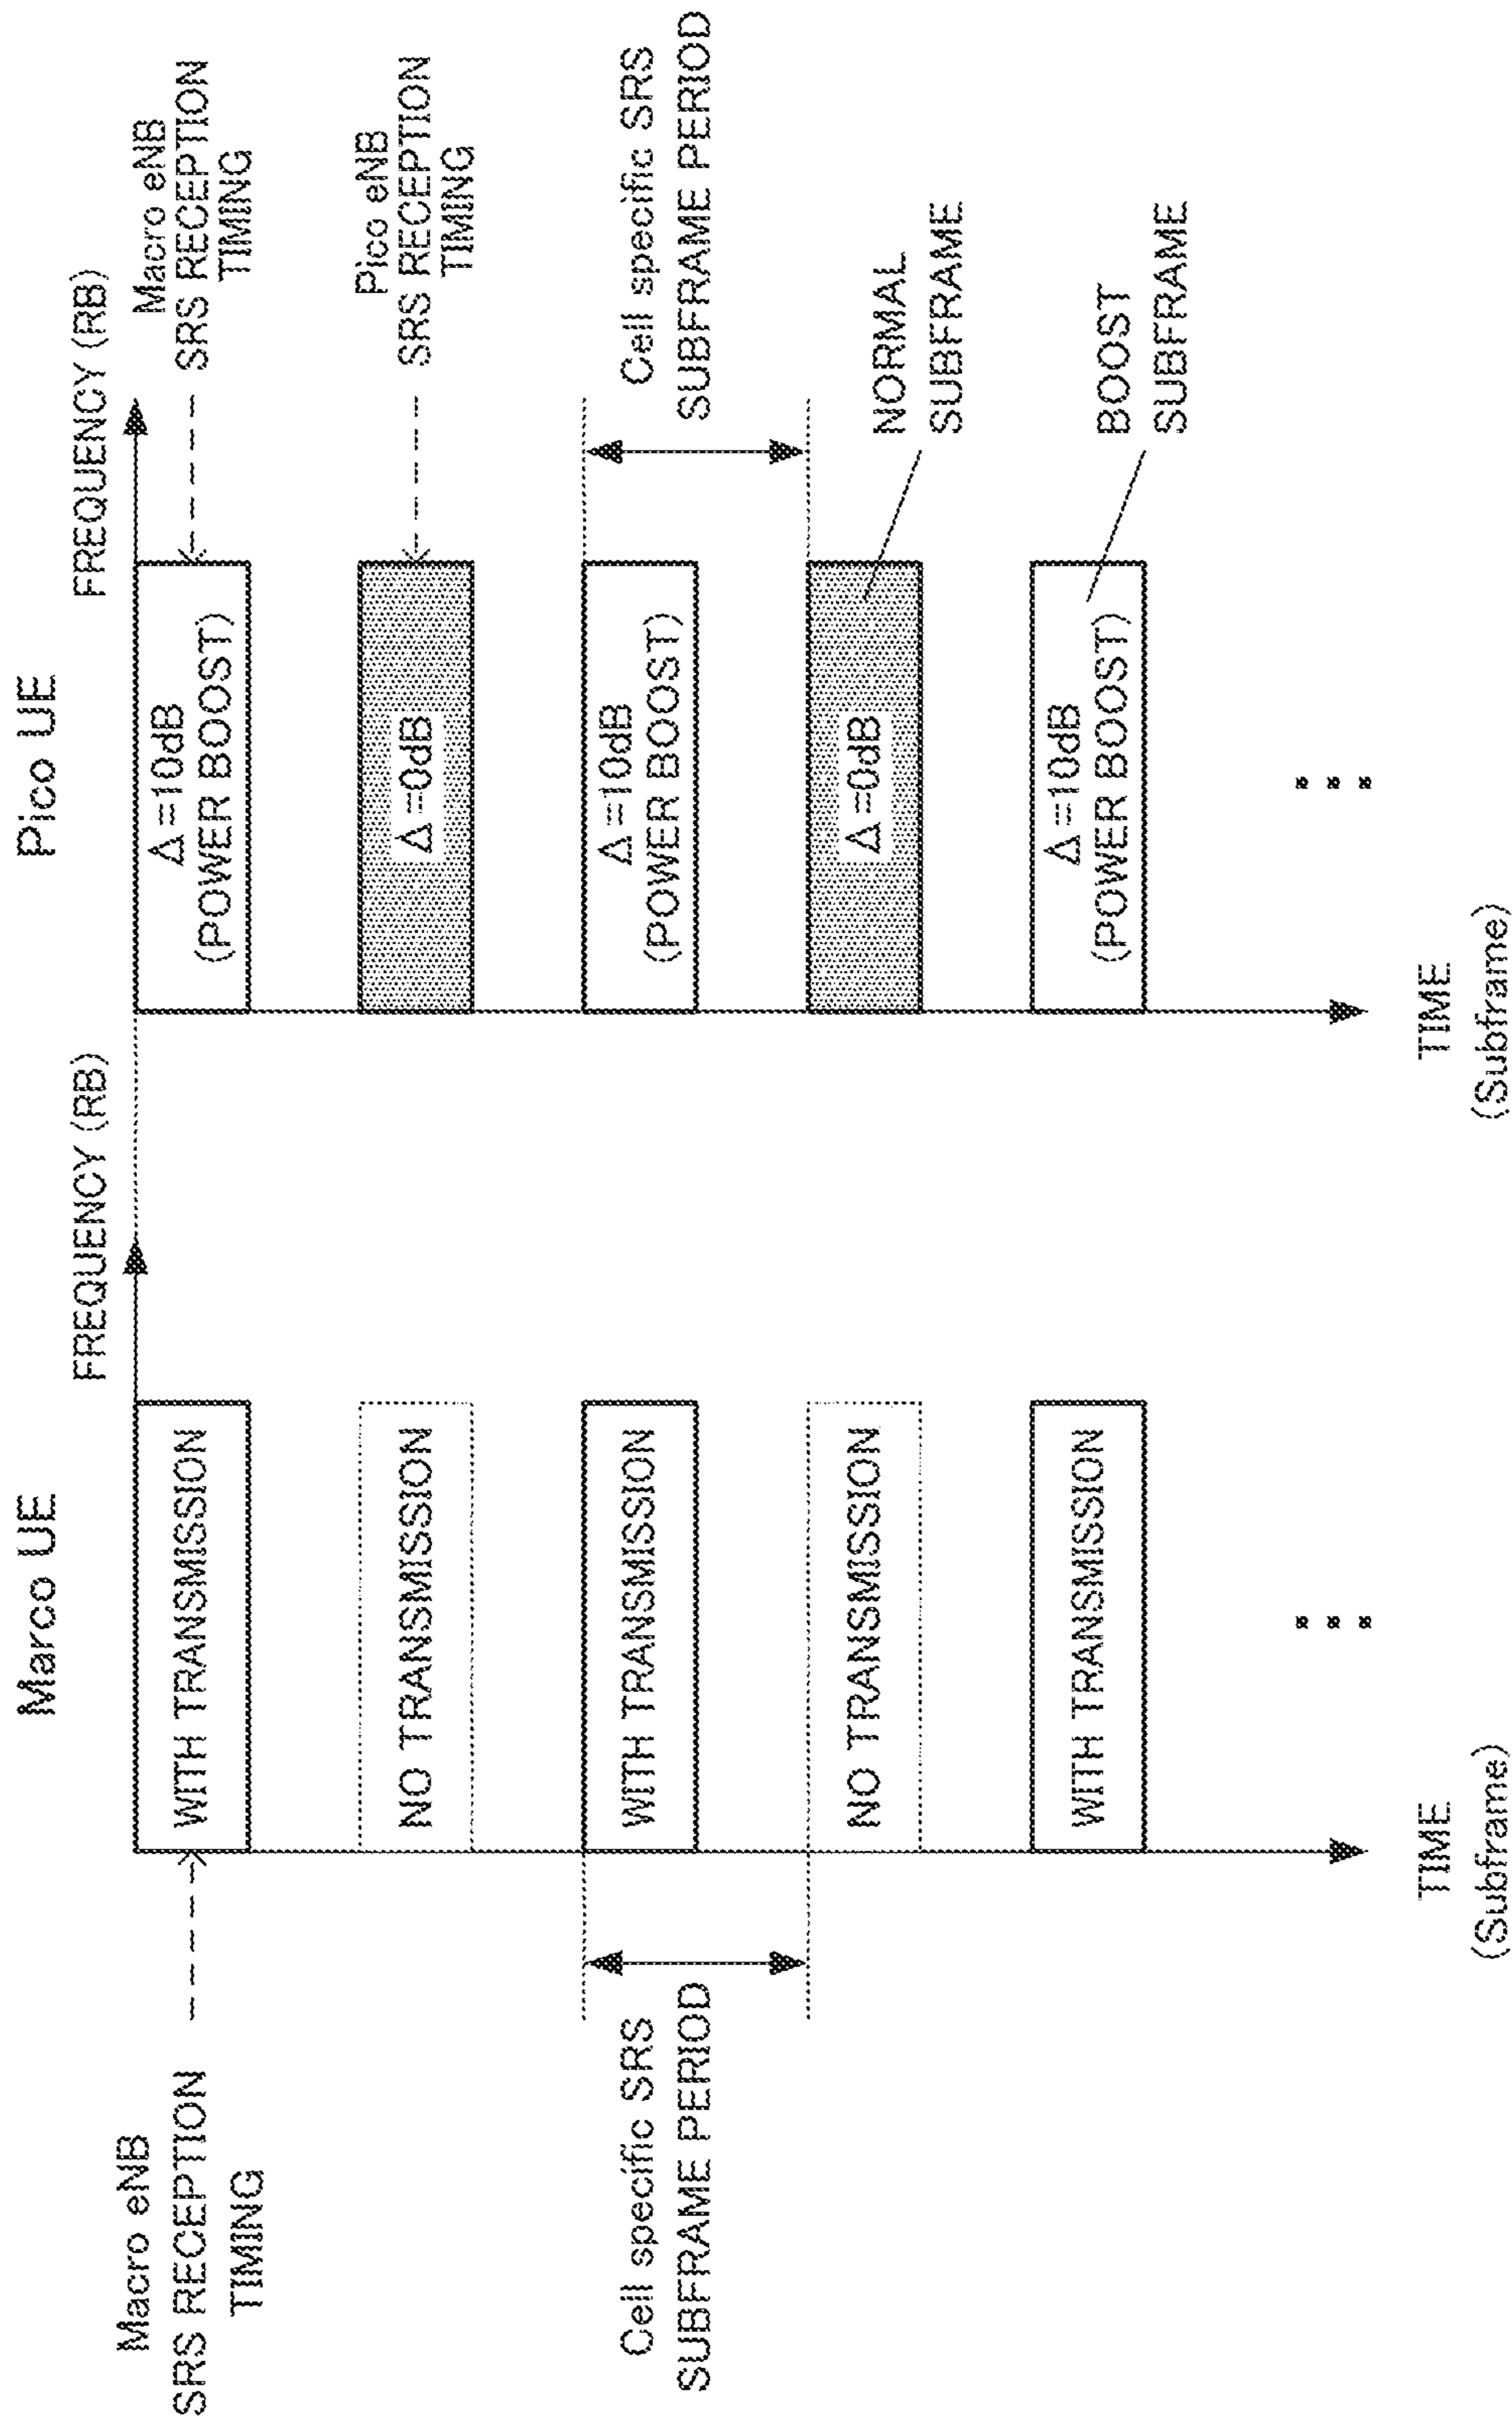 Marco UE
FREQUENCY (RB)
Macro eNB
SRS RECEPTION
TIMING
WITH TRANSMISSION
NO TRANSMISSION
Cell specific SRS
SUBFRAME PERIOD
WITH TRANSMISSION
NO TRANSMISSION
WITH TRANSMISSION
TIME
(Subframe)
Pico UE
FREQUENCY (RB)
Δ=10dB
(POWER BOOST)
Macro eNB
SRS RECEPTION
TIMING
Δ=0dB
Pico eNB
SRS RECEPTION
TIMING
Δ=10dB
(POWER BOOST)
Cell specific SRS
SUBFRAME PERIOD
Δ=0dB
NORMAL
SUBFRAME
Δ=10dB
(POWER BOOST)
BOOST
SUBFRAME
TIME
(Subframe)